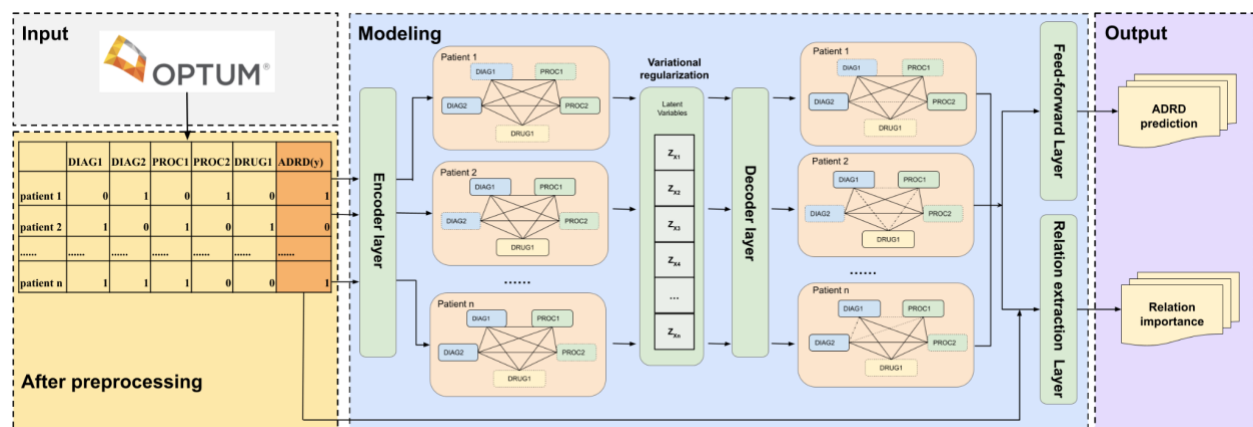 Input
OPTUM®
DIAG1 DIAG2 PROC1 PROC2 DRUG1 ADRD(y)
patient 1 0 1 0 1 0 1
patient 2 1 0 1 0 1 0
...... ...... ...... ...... ...... ...... ......
patient n 1 1 1 0 0 1
After preprocessing
Modeling
Encoder layer
Patient 1
DIAG1 PROC1
DIAG2 PROC2
DRUG1
Patient 2
DIAG1 PROC1
DIAG2 PROC2
DRUG1
......
Patient n
DIAG1 PROC1
DIAG2 PROC2
DRUG1
Variational
regularization
Latent
Variables
Zx1
Zx2
Zx3
Zx4
...
Zxn
Decoder layer
Patient 1
DIAG1 PROC1
DIAG2 PROC2
DRUG1
Patient 2
DIAG1 PROC1
DIAG2 PROC2
DRUG1
......
Patient n
DIAG1 PROC1
DIAG2 PROC2
DRUG1
Feed-forward Layer
Relation extraction Layer
Output
ADRD
prediction
Relation
importance